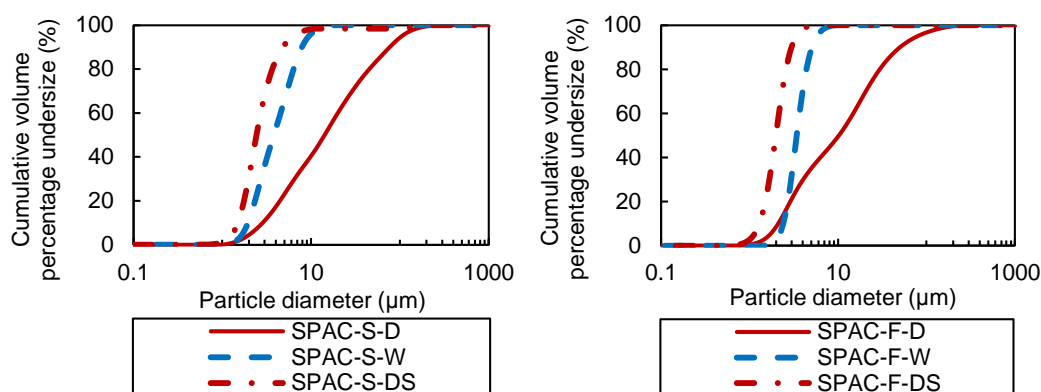 Cumulative volume
percentage undersize (%)
100
80
60
40
20
0
0.1
10
1000
Particle diameter (µm)
SPAC-S-D
SPAC-S-W
SPAC-S-DS
Cumulative volume
percentage undersize (%)
100
80
60
40
20
0
0.1
10
1000
Particle diameter (µm)
SPAC-F-D
SPAC-F-W
SPAC-F-DS